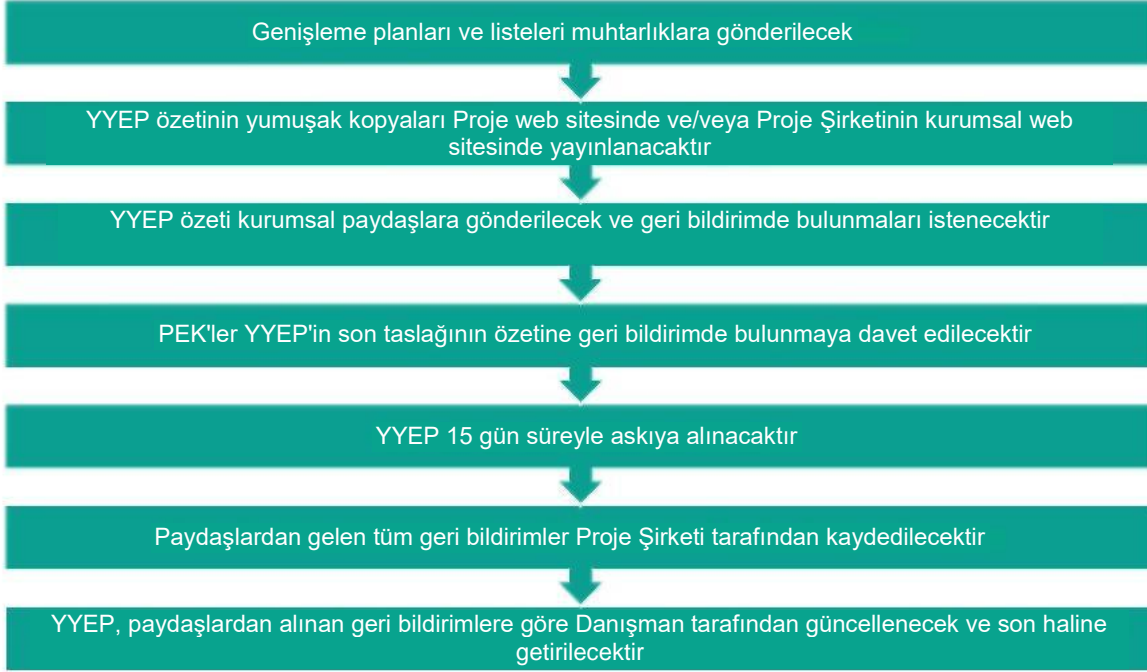 Genişleme planları ve listeleri muhtarlıklara gönderilecek
YYEP özetinin yumuşak kopyaları Proje web sitesinde ve/veya Proje Şirketinin kurumsal web
sitesinde yayınlanacaktır
YYEP özeti kurumsal paydaşlara gönderilecek ve geri bildirimde bulunmaları istenecektir
PEK'ler YYEP'in son taslağının özetine geri bildirimde bulunmaya davet edilecektir
YYEP 15 gün süreyle askıya alınacaktır
Paydaşlardan gelen tüm geri bildirimler Proje Şirketi tarafından kaydedilecektir
YYEP, paydaşlardan alınan geri bildirimlere göre Danışman tarafından güncellenecek ve son haline
getirilecektir